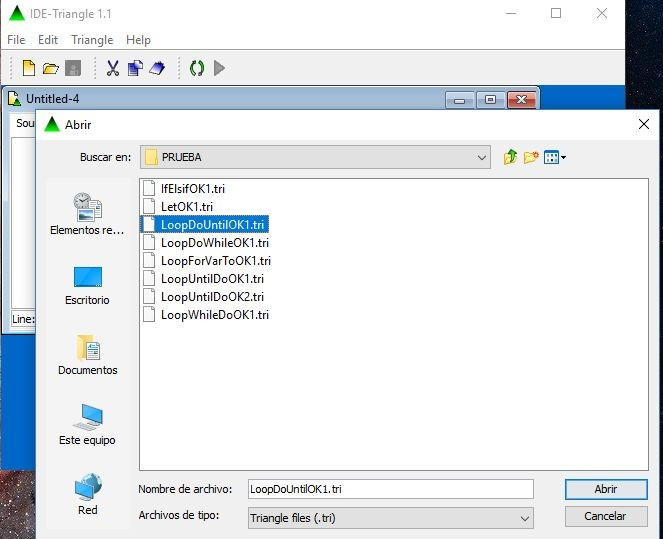 IDE-Triangle 1.1
File Edit Triangle Help
Untitled-4
Sou
Abrir
Buscar en: PRUEBA
IfElsifOK1.tri
LetOK1.tri
LoopDoUntilOK1.tri
LoopDoWhileOK1.tri
LoopForVarToOK1.tri
LoopUntilDoOK1.tri
LoopUntilDoOK2.tri
LoopWhileDoOK1.tri
Elementos re...
Escritorio
Documentos
Este equipo
Red
Line:
Nombre de archivo: LoopDoUntilOK1.tri Abrir
Archivos de tipo: Triangle files (.tri) Cancelar